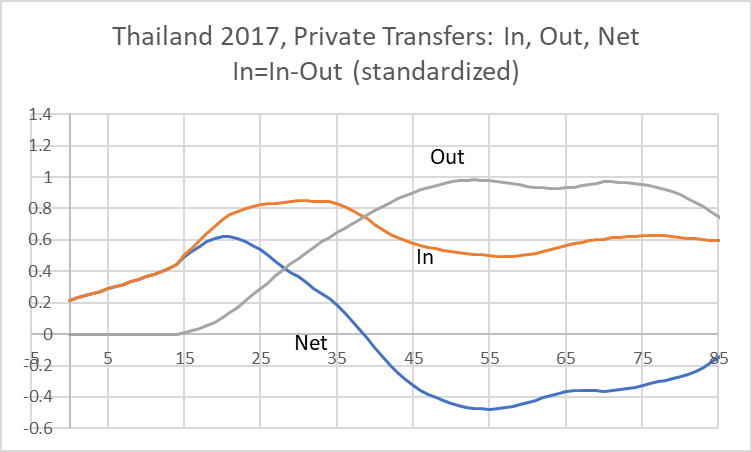 Thailand 2017, Private Transfers: In, Out, Net
In=In-Out (standardized)
1.4
1.2
1
0.8
0.6
0.4
0.2
0
-0.2
-0.4
-0.6
-5 5 15 25 35 45 55 65 75 85
Out
In
Net